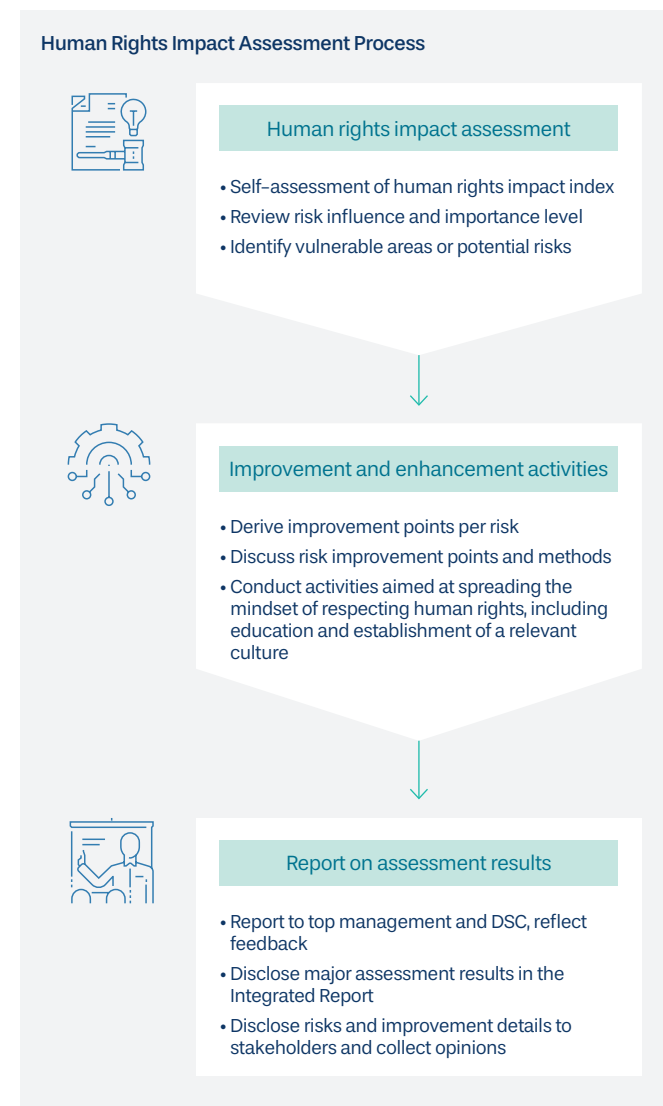 Human Rights Impact Assessment Process
Human rights impact assessment
• Self-assessment of human rights impact index
• Review risk influence and importance level
• Identify vulnerable areas or potential risks
Improvement and enhancement activities
• Derive improvement points per risk
• Discuss risk improvement points and methods
• Conduct activities aimed at spreading the
mindset of respecting human rights, including
education and establishment of a relevant
culture
Report on assessment results
• Report to top management and DSC, reflect
feedback
• Disclose major assessment results in the
Integrated Report
• Disclose risks and improvement details to
stakeholders and collect opinions